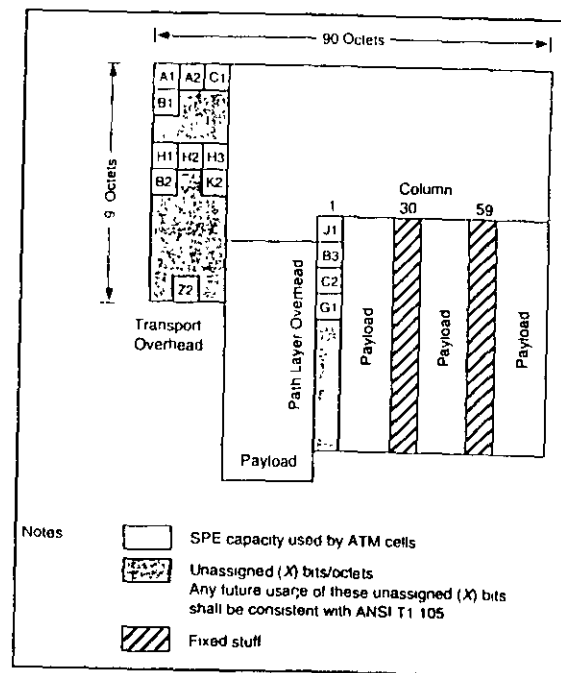 90 Octets
A1 A2 C1
B1
9 Octets
H1 H2 H3
B2 K2
Column
1 30 59
J1
B3
C2
G1
Z2
Transport
Overhead
Path Layer Overhead
Payload
Payload
Payload
Payload
Notes
SPE capacity used by ATM cells
Unassigned (X) bits/octets
Any future usage of these unassigned (X) bits
shall be consistent with ANSI T1 105
Fixed stuff